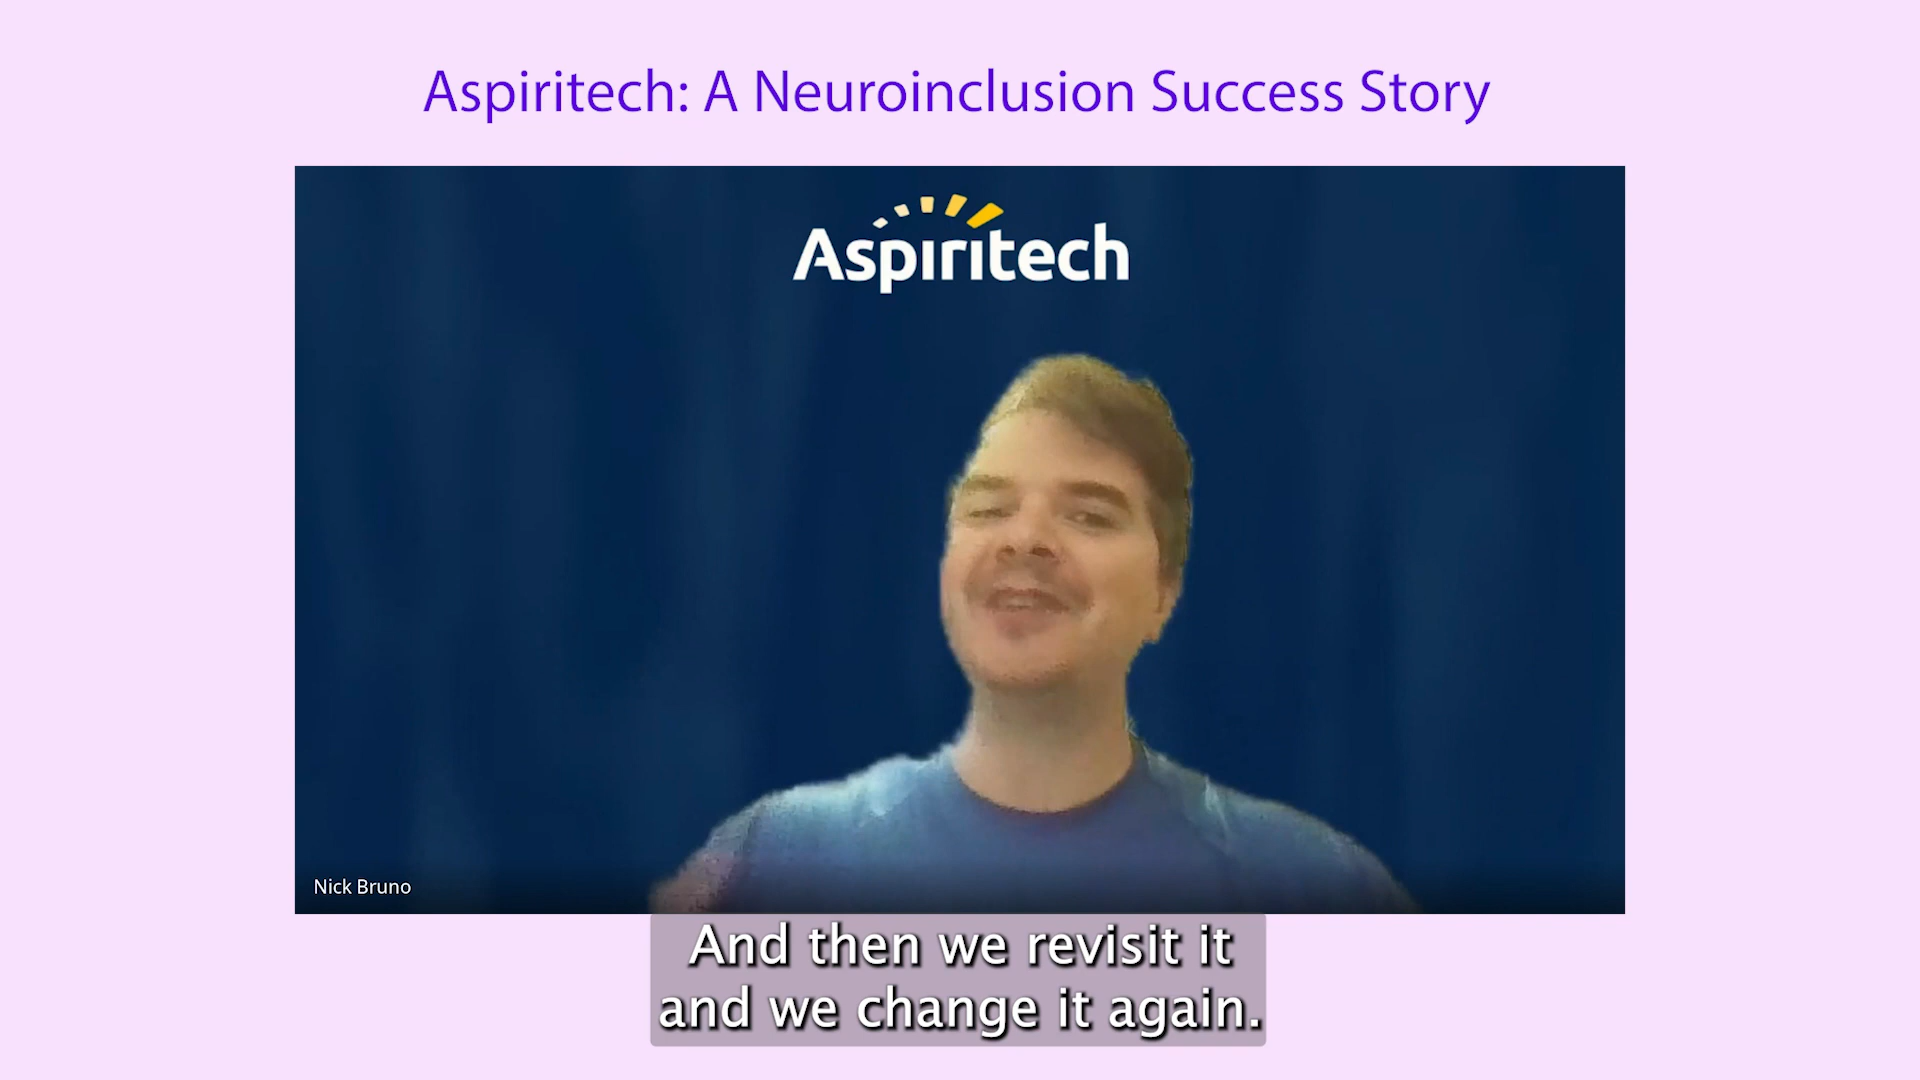 Aspiritech: A Neuroinclusion Success Story
Aspiritech
Nick Bruno
And then we revisit it
and we change it again.